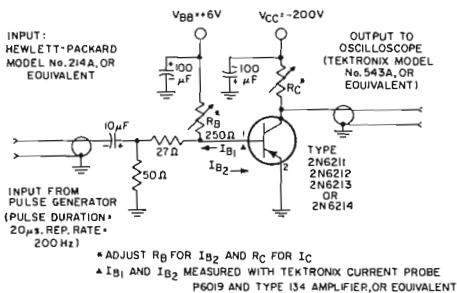 VBB=+6V
VCC=-200V
INPUT:
HEWLETT-PACKARD
MODEL No.214A, OR
EQUIVALENT
OUTPUT TO
OSCILLOSCOPE
(TEKTRONIX MODEL
No.543A, OR
EQUIVALENT)
+100
μF
+100
μF
*
RB
250Ω
*
RC
10μF
+
27Ω
50Ω
IB1 ▲
IB2
1
2
TYPE
2N6211
2N6212
2N6213
OR
2N6214
INPUT FROM
PULSE GENERATOR
(PULSE DURATION=
20μs. REP. RATE=
200Hz)
* ADJUST RB FOR IB2 AND RC FOR IC
▲ IB1 AND IB2 MEASURED WITH TEKTRONIX CURRENT PROBE
P6019 AND TYPE 134 AMPLIFIER, OR EQUIVALENT